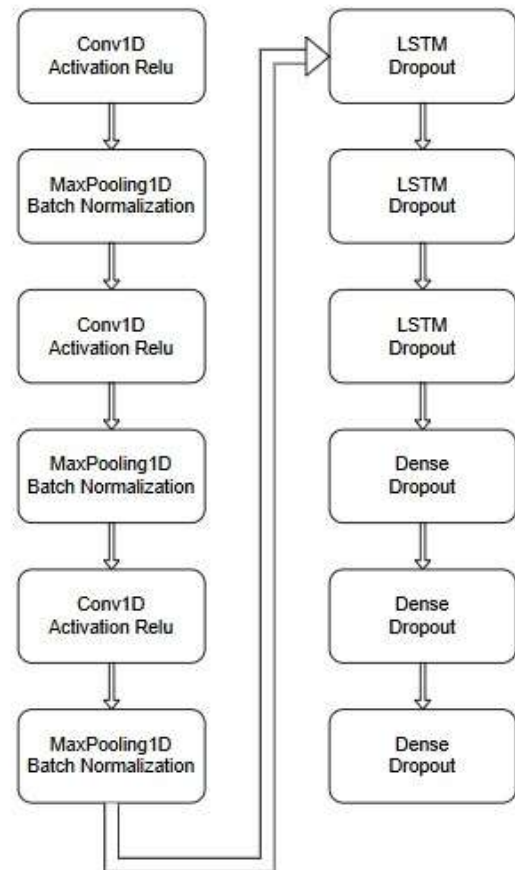 Conv1D
Activation Relu
MaxPooling1D
Batch Normalization
Conv1D
Activation Relu
MaxPooling1D
Batch Normalization
Conv1D
Activation Relu
MaxPooling1D
Batch Normalization
LSTM
Dropout
LSTM
Dropout
LSTM
Dropout
Dense
Dropout
Dense
Dropout
Dense
Dropout